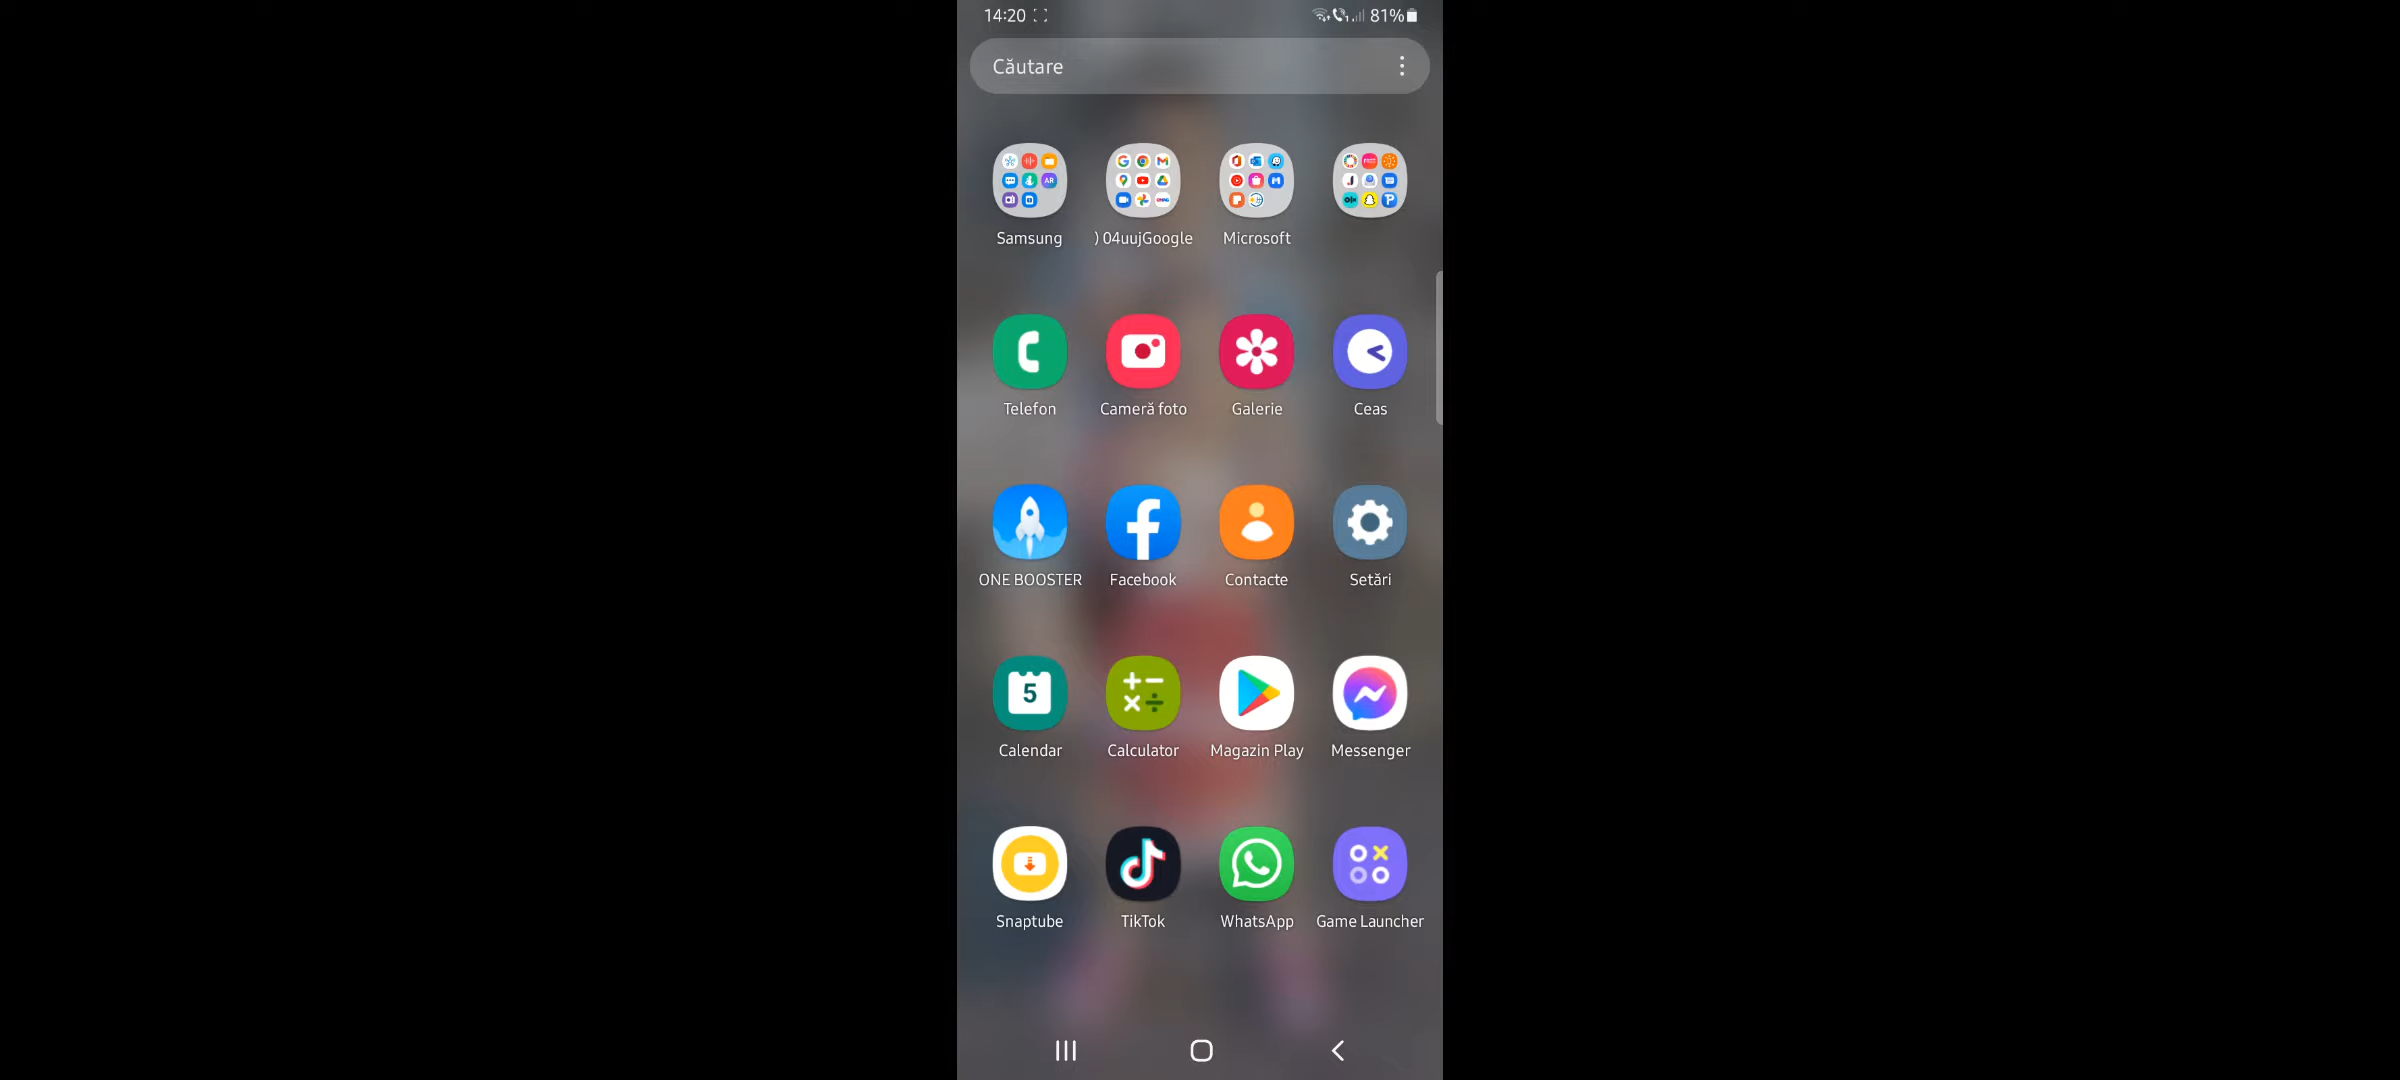 14:20 81%
Căutare
Samsung ) 04uujGoogle Microsoft
Telefon Cameră foto Galerie Ceas
ONE BOOSTER Facebook Contacte Setări
5
Calendar Calculator Magazin Play Messenger
Snaptube TikTok WhatsApp Game Launcher